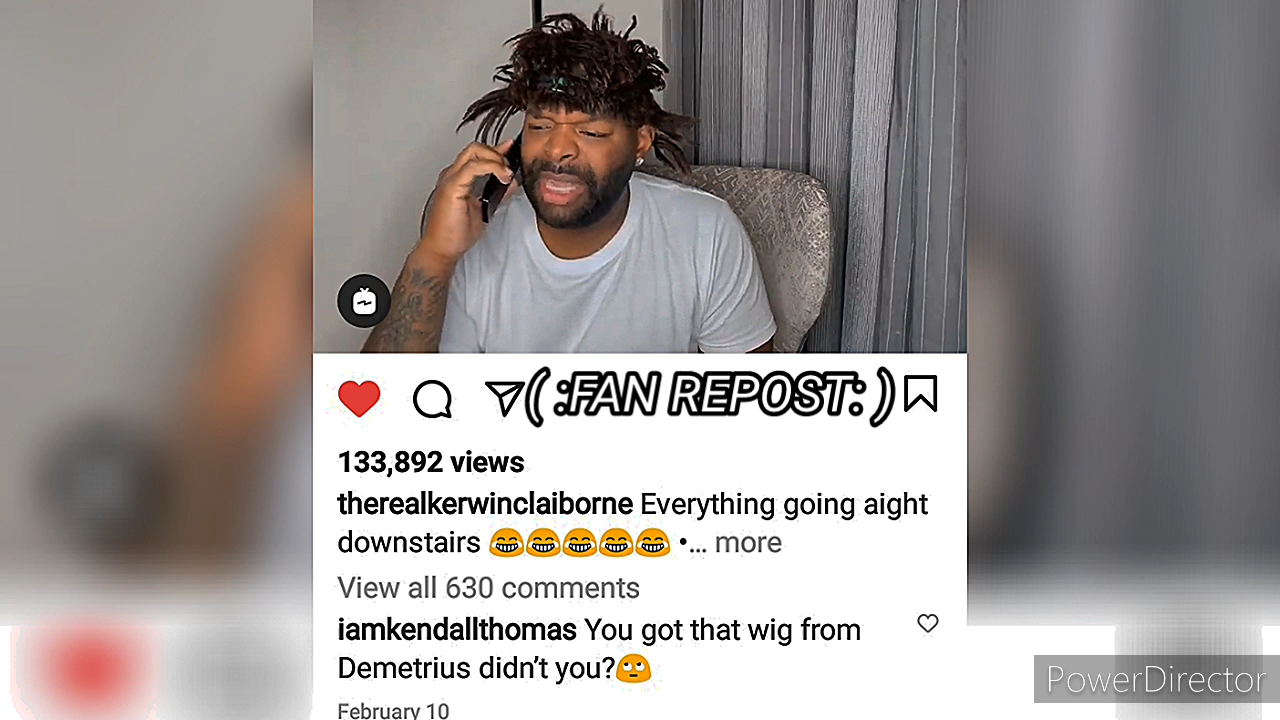 ( :FAN REPOST: )
133,892 views
therealkerwinclaiborne Everything going aight
downstairs 😂😂😂😂😂 •... more
View all 630 comments
iamkendallthomas You got that wig from
Demetrius didn’t you?🙄
February 10
PowerDirector